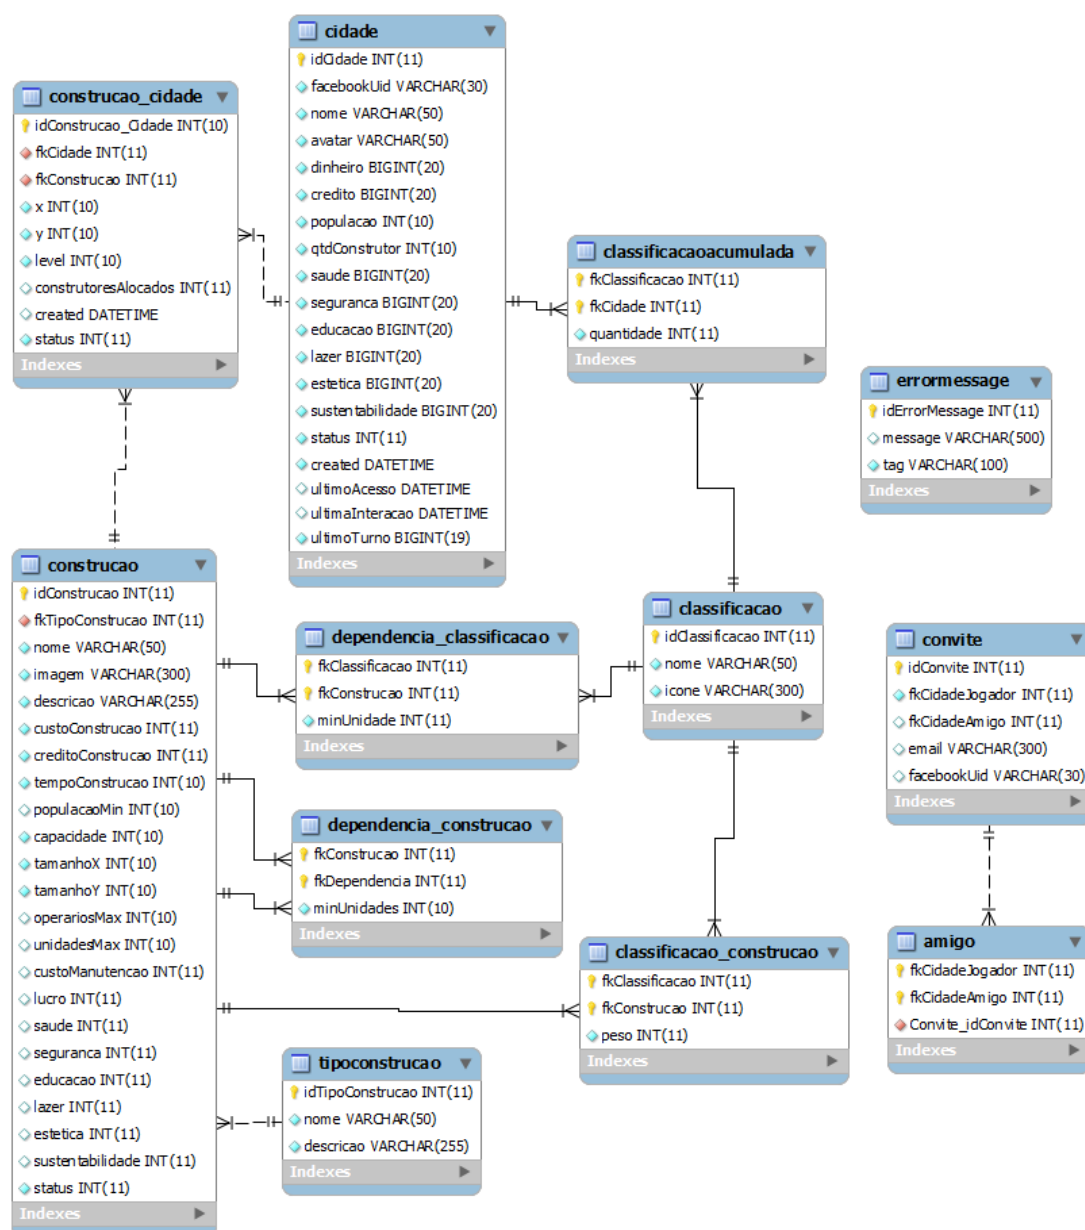 cidade
idCidade INT(11)
facebookUid VARCHAR(30)
nome VARCHAR(50)
avatar VARCHAR(50)
dinheiro BIGINT(20)
credito BIGINT(20)
populacao INT(10)
qtdConstrutor INT(10)
saude BIGINT(20)
seguranca BIGINT(20)
educacao BIGINT(20)
lazer BIGINT(20)
estetica BIGINT(20)
sustentabilidade BIGINT(20)
status INT(11)
created DATETIME
ultimoAcesso DATETIME
ultimaInteracao DATETIME
ultimoTurno BIGINT(19)
Indexes
construcao_cidade
idConstrucao_Cidade INT(10)
fkCidade INT(11)
fkConstrucao INT(11)
x INT(10)
y INT(10)
level INT(10)
construtoresAlocados INT(11)
created DATETIME
status INT(11)
Indexes
classificacaoacumulada
fkClassificacao INT(11)
fkCidade INT(11)
quantidade INT(11)
Indexes
errormessage
idErrorMessage INT(11)
message VARCHAR(500)
tag VARCHAR(100)
Indexes
construcao
idConstrucao INT(11)
fkTipoConstrucao INT(11)
nome VARCHAR(50)
imagem VARCHAR(300)
descricao VARCHAR(255)
custoConstrucao INT(11)
creditoConstrucao INT(11)
tempoConstrucao INT(10)
populacaoMin INT(10)
capacidade INT(10)
tamanhoX INT(10)
tamanhoY INT(10)
operariosMax INT(10)
unidadesMax INT(10)
custoManutencao INT(11)
lucro INT(11)
saude INT(11)
seguranca INT(11)
educacao INT(11)
lazer INT(11)
estetica INT(11)
sustentabilidade INT(11)
status INT(11)
Indexes
dependencia_classificacao
fkClassificacao INT(11)
fkConstrucao INT(11)
minUnidade INT(11)
Indexes
classificacao
idClassificacao INT(11)
nome VARCHAR(50)
icone VARCHAR(300)
Indexes
convite
idConvite INT(11)
fkCidadeJogador INT(11)
fkCidadeAmigo INT(11)
email VARCHAR(300)
facebookUid VARCHAR(30)
Indexes
dependencia_construcao
fkConstrucao INT(11)
fkDependencia INT(11)
minUnidades INT(10)
Indexes
classificacao_construcao
fkClassificacao INT(11)
fkConstrucao INT(11)
peso INT(11)
Indexes
amigo
fkCidadeJogador INT(11)
fkCidadeAmigo INT(11)
Convite_idConvite INT(11)
Indexes
tipoconstrucao
idTipoConstrucao INT(11)
nome VARCHAR(50)
descricao VARCHAR(255)
Indexes